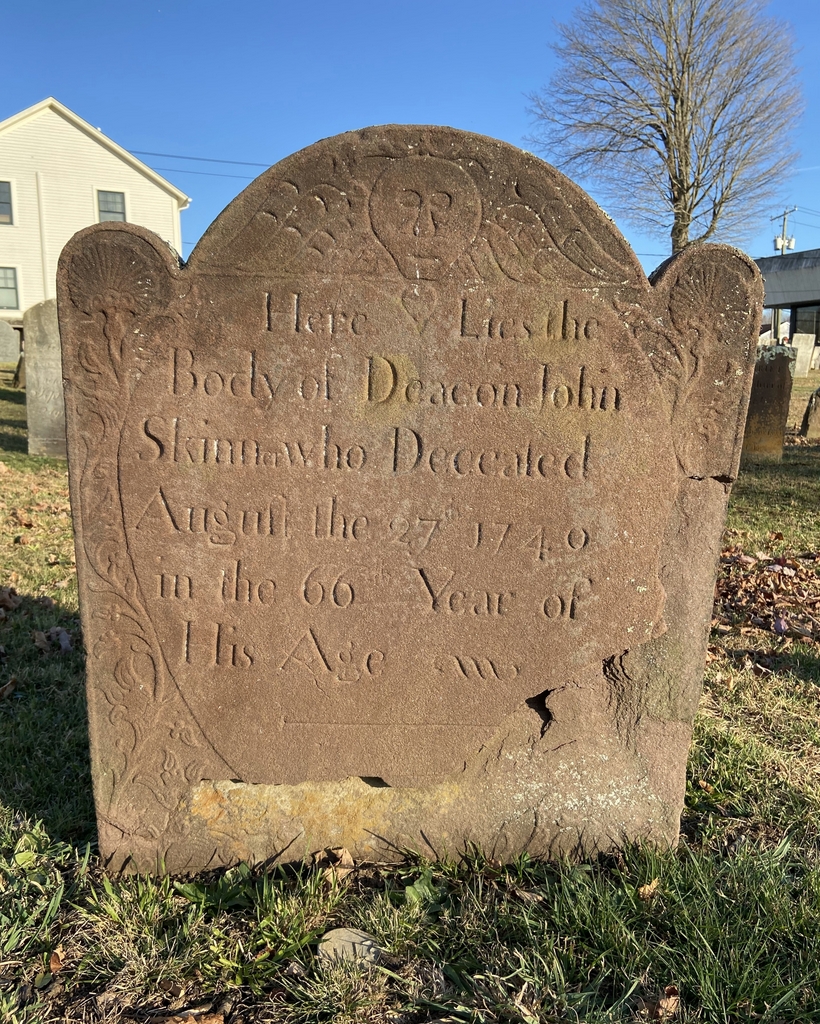 Here Lies the
Body of Deacon John
Skinner who Deceaſed
Auguſt the 27th 1740
in the 66th Year of
His Age